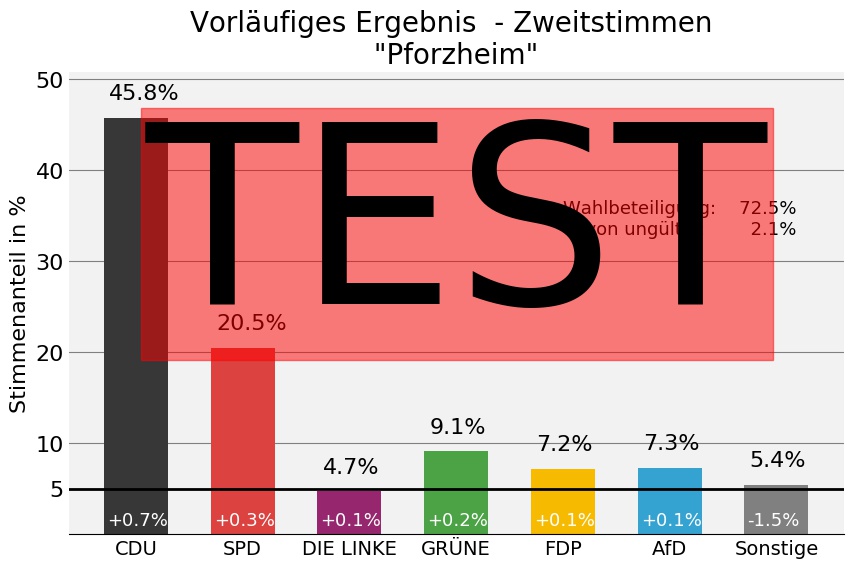 Vorläufiges Ergebnis - Zweitstimmen
"Pforzheim"
Stimmenanteil in %
50
40
30
20
10
5
TEST
Wahlbeteiligung: 72.5%
2.1%
45.8%
20.5%
4.7%
9.1%
7.2%
7.3%
5.4%
+0.7%
+0.3%
+0.1%
+0.2%
+0.1%
+0.1%
-1.5%
CDU
SPD
DIE LINKE
GRÜNE
FDP
AfD
Sonstige